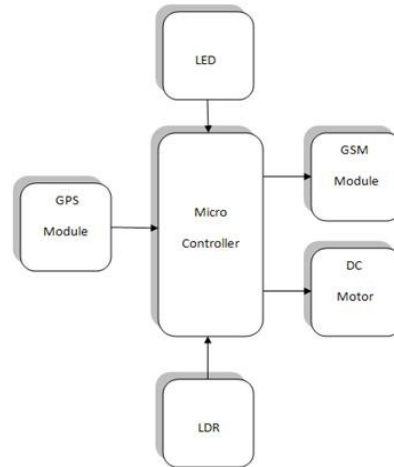 LED
GSM
Module
GPS
Module
Micro
Controller
DC
Motor
LDR